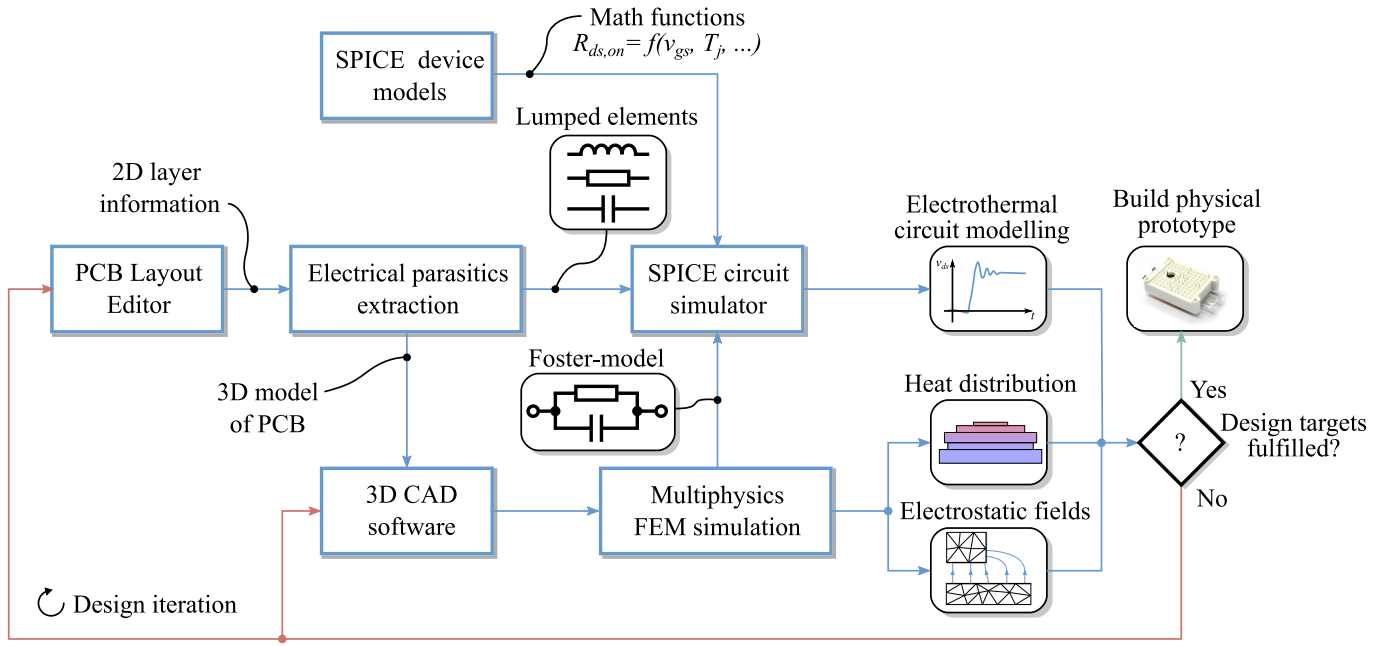 Math functions
R_ds,on = f(v_gs, T_j, ...)
SPICE device
models
Lumped elements
2D layer
information
PCB Layout
Editor
Electrical parasitics
extraction
SPICE circuit
simulator
Electrothermal
circuit modelling
v_ds
t
Build physical
prototype
3D model
of PCB
Foster-model
Heat distribution
Yes
Design targets
fulfilled?
?
No
3D CAD
software
Multiphysics
FEM simulation
Electrostatic fields
Design iteration